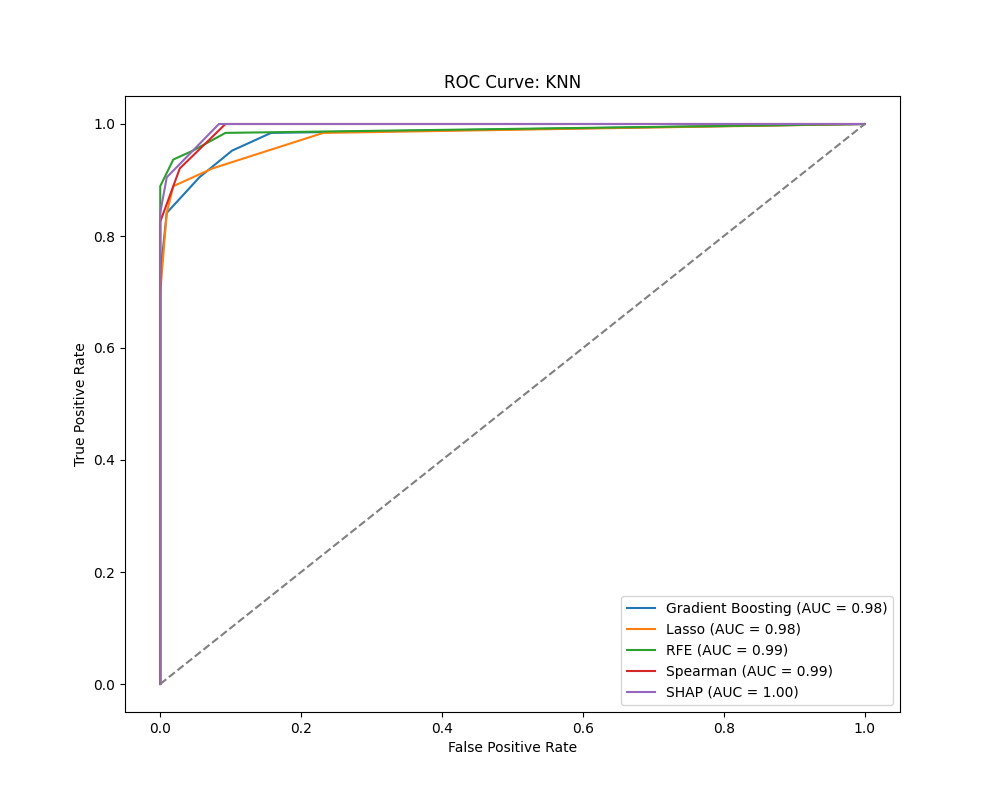 ROC Curve: KNN
True Positive Rate
1.0
0.8
0.6
0.4
0.2
0.0
Gradient Boosting (AUC = 0.98)
Lasso (AUC = 0.98)
RFE (AUC = 0.99)
Spearman (AUC = 0.99)
SHAP (AUC = 1.00)
0.0 0.2 0.4 0.6 0.8 1.0
False Positive Rate